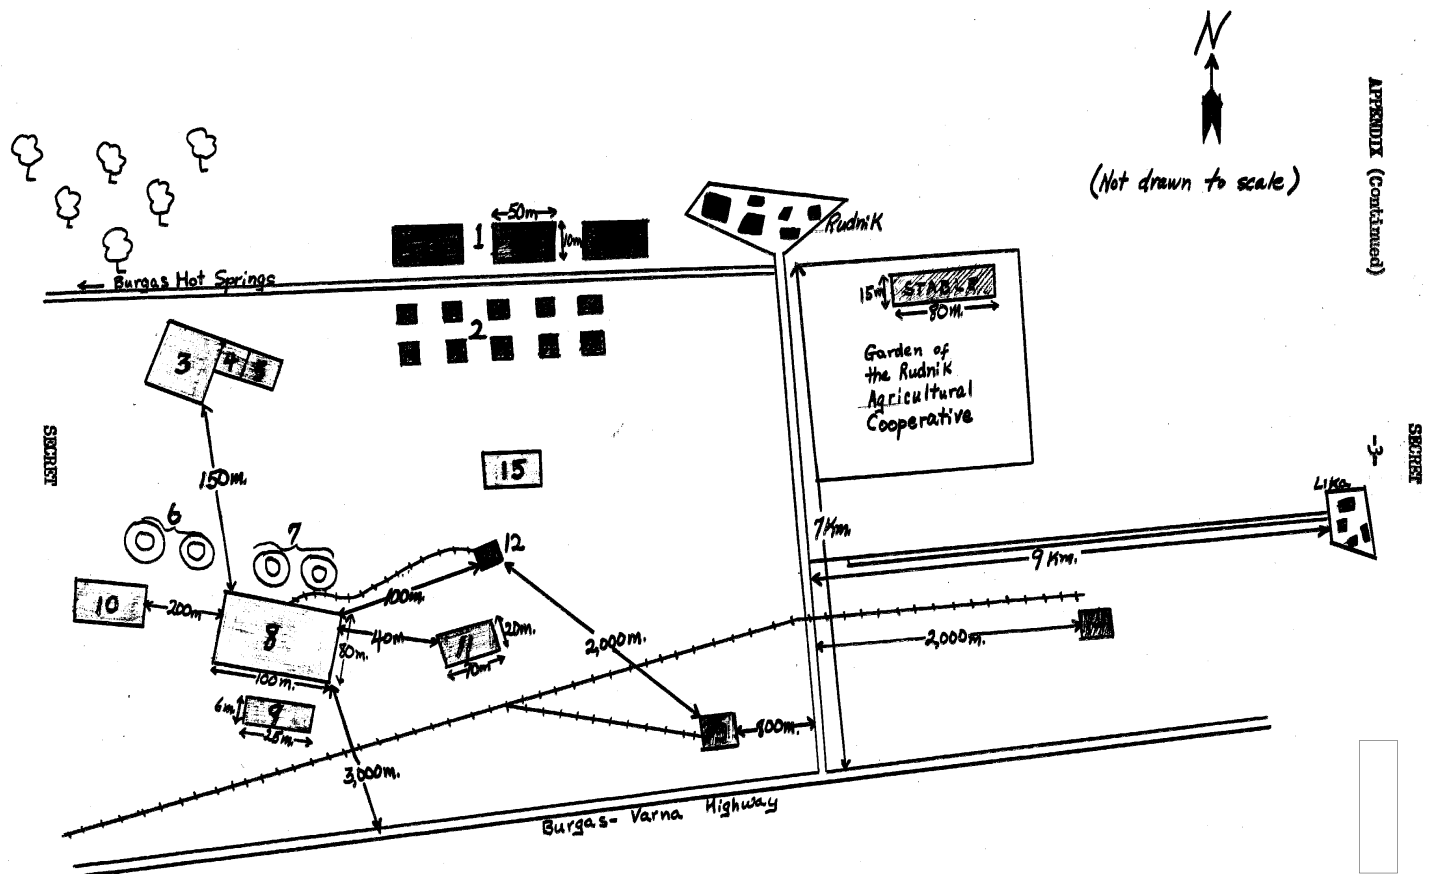 N
(Not drawn to scale)
APPENDIX (Continued)
SECRET
-3-
SECRET
Rudnik
1
50m
10m
← Burgas Hot Springs
2
3
4
5
15m
STABLE
80m.
Garden of
the Rudnik
Agricultural
Cooperative
150m.
15
6
7
12
Lika
7 Km.
9 Km.
10
200m
8
100m.
40m
80m.
100m.
11
20m.
70m
2,000m.
2,000m.
6m.
9
25m.
800m.
3,000m.
Burgas- Varna Highway